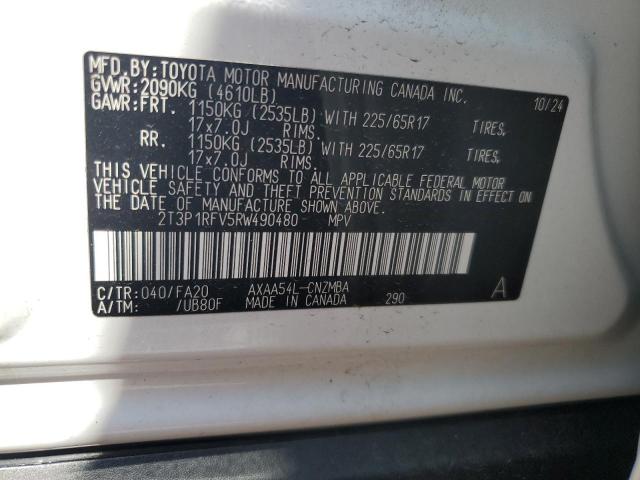 MFD.BY:TOYOTA MOTOR MANUFACTURING CANADA INC. 10/24
GVWR:2090KG (4610LB)
GAWR:FRT. 1150KG (2535LB) WITH 225/65R17 TIRES,
17x7.0J RIMS.
RR. 1150KG (2535LB) WITH 225/65R17 TIRES,
17x7.0J RIMS.
THIS VEHICLE CONFORMS TO ALL APPLICABLE FEDERAL MOTOR
VEHICLE SAFETY AND THEFT PREVENTION STANDARDS IN EFFECT ON
THE DATE OF MANUFACTURE SHOWN ABOVE.
2T3P1RFV5RW490480 MPV
C/TR:040/FA20 AXAA54L-CNZMBA A
A/TM: /UB80F MADE IN CANADA 290